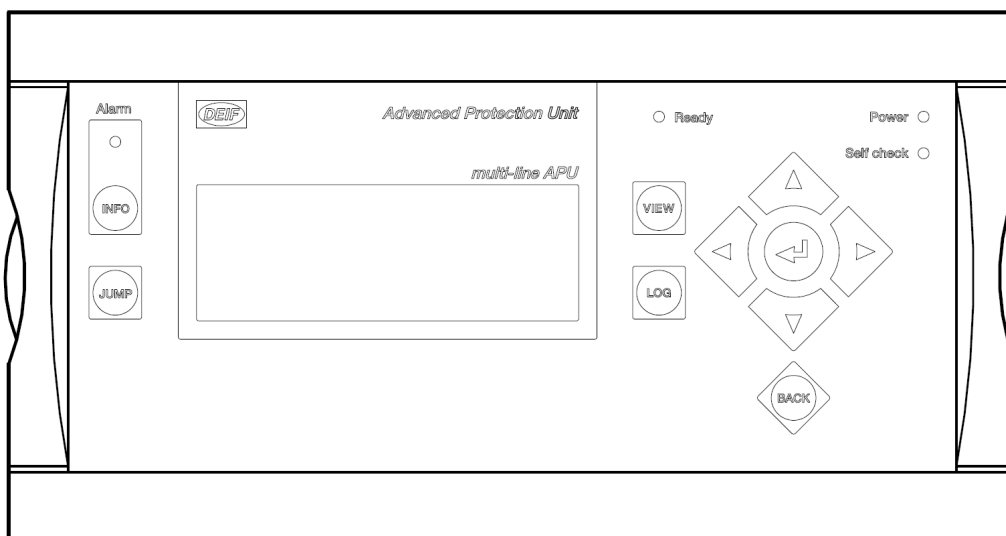 Alarm
DEIF
Advanced Protection Unit
Ready
Power
Self check
multi-line APU
INFO
VIEW
JUMP
LOG
BACK